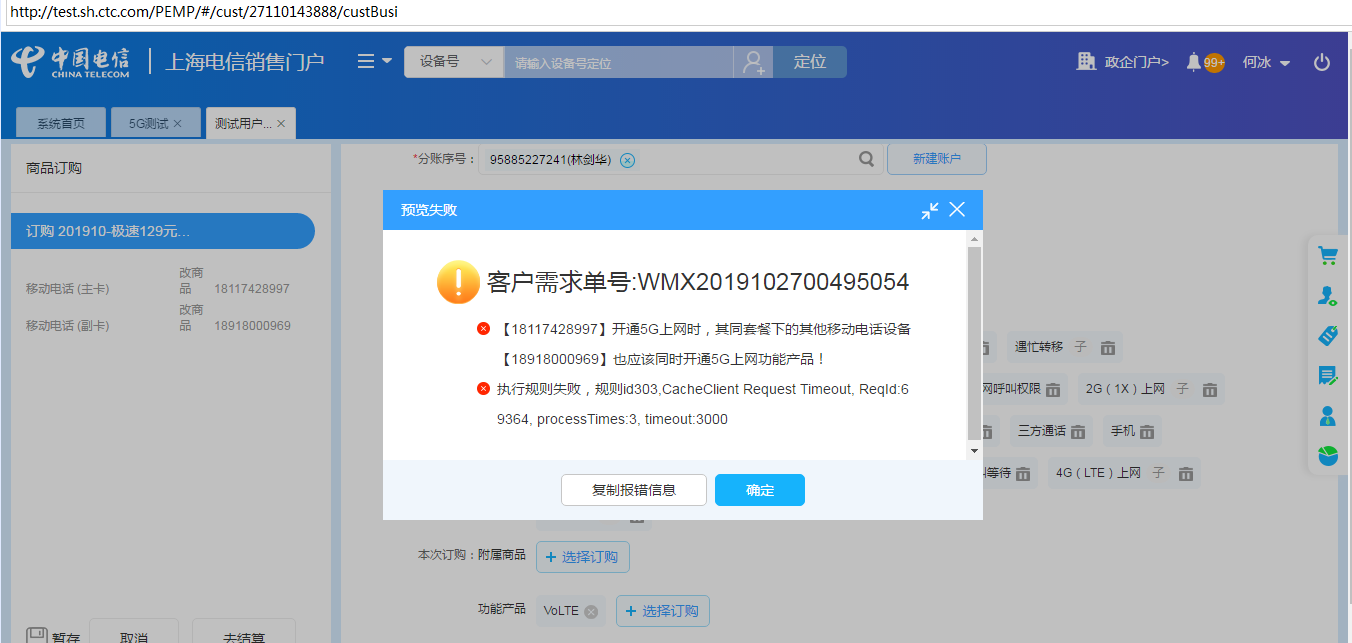 http://test.sh.ctc.com/PEMP/#/cust/27110143888/custBusi
中国电信
CHINA TELECOM
上海电信销售门户
设备号
请输入设备号定位
定位
政企门户>
99+
何冰
系统首页
5G测试
测试用户...
商品订购
*分账序号：
95885227241(林剑华)
新建账户
订购 201910-极速129元...
移动电话 (主卡)
改商品
18117428997
移动电话 (副卡)
改商品
18918000969
预览失败
客户需求单号:WMX2019102700495054
【18117428997】开通5G上网时，其同套餐下的其他移动电话设备
【18918000969】也应该同时开通5G上网功能产品！
执行规则失败，规则id303,CacheClient Request Timeout, ReqId:6
9364, processTimes:3, timeout:3000
复制报错信息
确定
遇忙转移 子
网呼叫权限
2G（1X）上网 子
三方通话
手机
等待
4G（LTE）上网 子
本次订购：附属商品
选择订购
功能产品
VoLTE
选择订购
暂存
取消
去结算